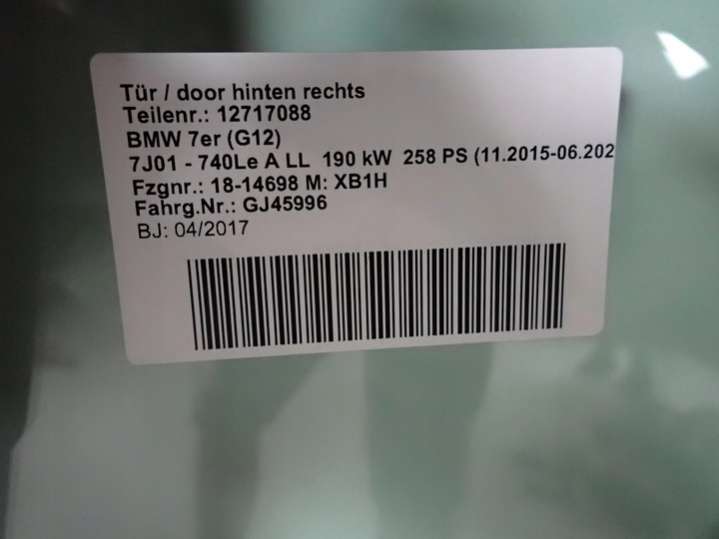 Tür / door hinten rechts
Teilenr.: 12717088
BMW 7er (G12)
7J01 - 740Le A LL 190 kW 258 PS (11.2015-06.202
Fzgnr.: 18-14698 M: XB1H
Fahrg.Nr.: GJ45996
BJ: 04/2017